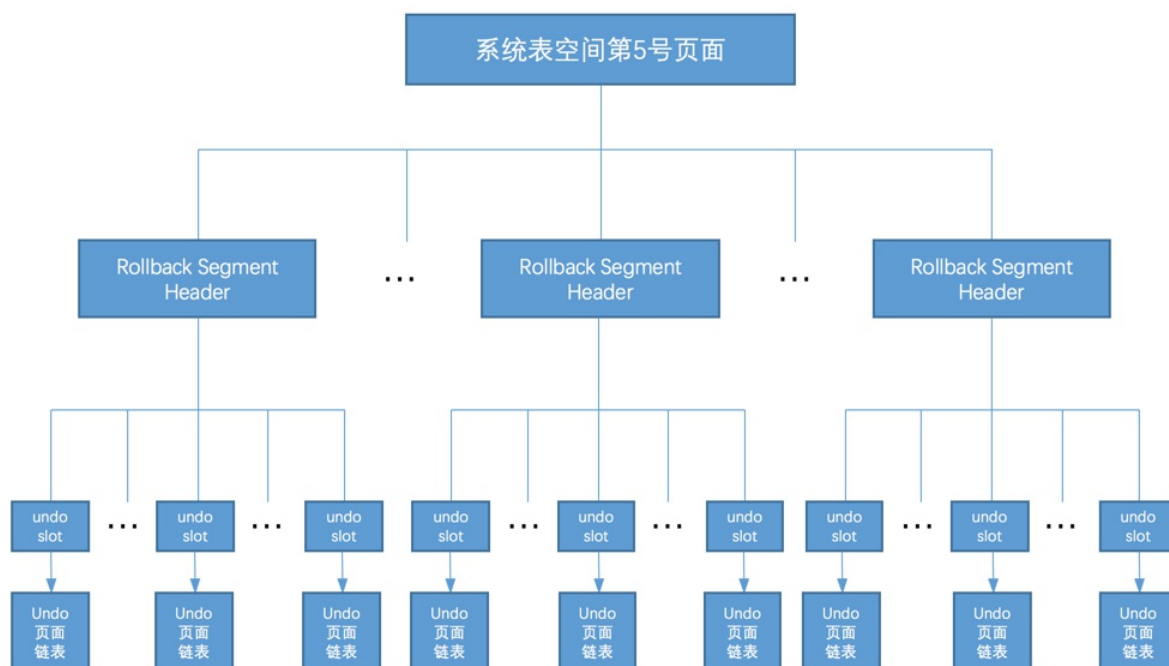 系统表空间第5号页面
Rollback Segment
Header
...
Rollback Segment
Header
...
Rollback Segment
Header
undo
slot
...
undo
slot
...
undo
slot
undo
slot
...
undo
slot
...
undo
slot
undo
slot
...
undo
slot
...
undo
slot
Undo
页面
链表
Undo
页面
链表
Undo
页面
链表
Undo
页面
链表
Undo
页面
链表
Undo
页面
链表
Undo
页面
链表
Undo
页面
链表
Undo
页面
链表